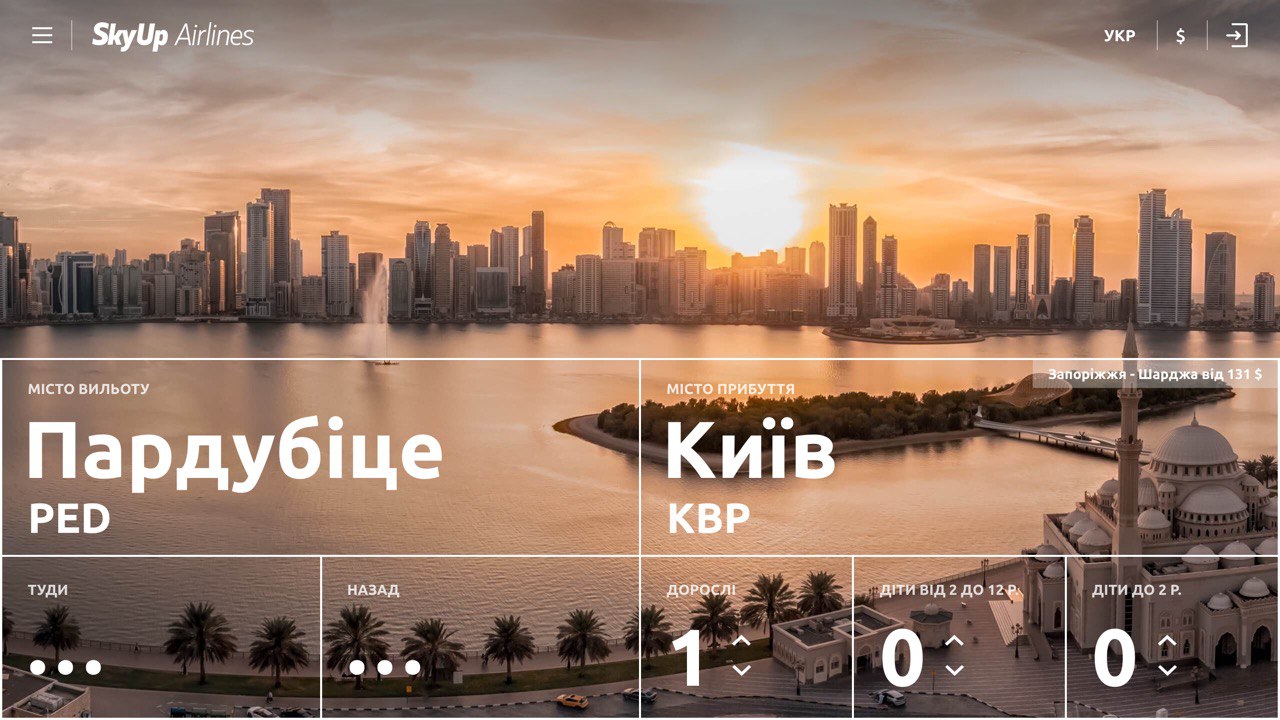 SkyUp Airlines
УКР
$
МІСТО ВИЛЬОТУ
Пардубіце
PED
МІСТО ПРИБУТТЯ
Запоріжжя - Шарджа від 131 $
Київ
KBP
ТУДИ
...
НАЗАД
...
ДОРОСЛІ
1
ДІТИ ВІД 2 ДО 12 Р.
0
ДІТИ ДО 2 Р.
0